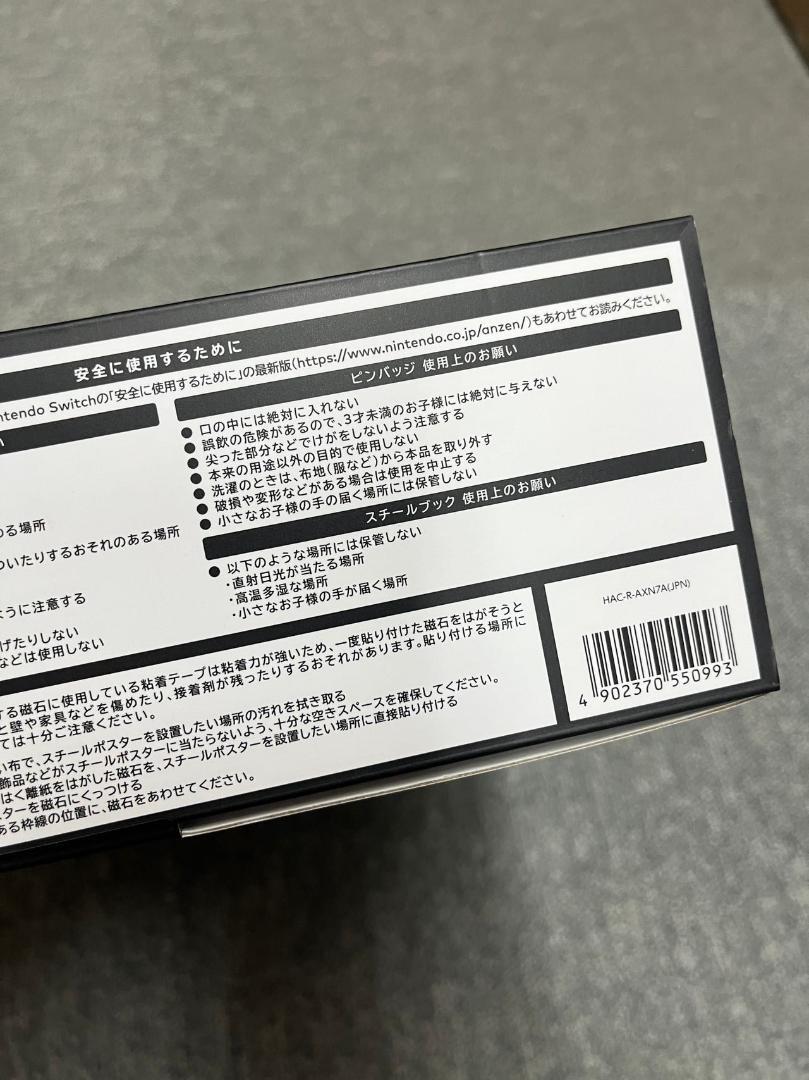 安全に使用するために
ntendo Switchの「安全に使用するために」の最新版(https://www.nintendo.co.jp/anzen/)もあわせてお読みください。
い
める場所
ついたりするおそれのある場所
ように注意する
げたりしない
などは使用しない
ピンバッジ 使用上のお願い
●口の中には絶対に入れない
●誤飲の危険があるので、3才未満のお子様には絶対に与えない
●尖った部分などでけがをしないよう注意する
●本来の用途以外の目的で使用しない
●洗濯のときは、布地(服など)から本品を取り外す
●破損や変形などがある場合は使用を中止する
●小さなお子様の手の届く場所には保管しない
スチールブック 使用上のお願い
●以下のような場所には保管しない
・直射日光が当たる場所
・高温多湿な場所
・小さなお子様の手が届く場所
する磁石に使用している粘着テープは粘着力が強いため、一度貼り付けた磁石をはがそうと
と壁や家具などを傷めたり、接着剤が残ったりするおそれがあります。貼り付ける場所に
ては十分ご注意ください。
い布で、スチールポスターを設置したい場所の汚れを拭き取る
飾品などがスチールポスターに当たらないよう、十分な空きスペースを確保してください。
はく離紙をはがした磁石を、スチールポスターを設置したい場所に直接貼り付ける
ターを磁石にくっつける
ある枠線の位置に、磁石をあわせてください。
HAC-R-AXN7A(JPN)
4 902370 550993